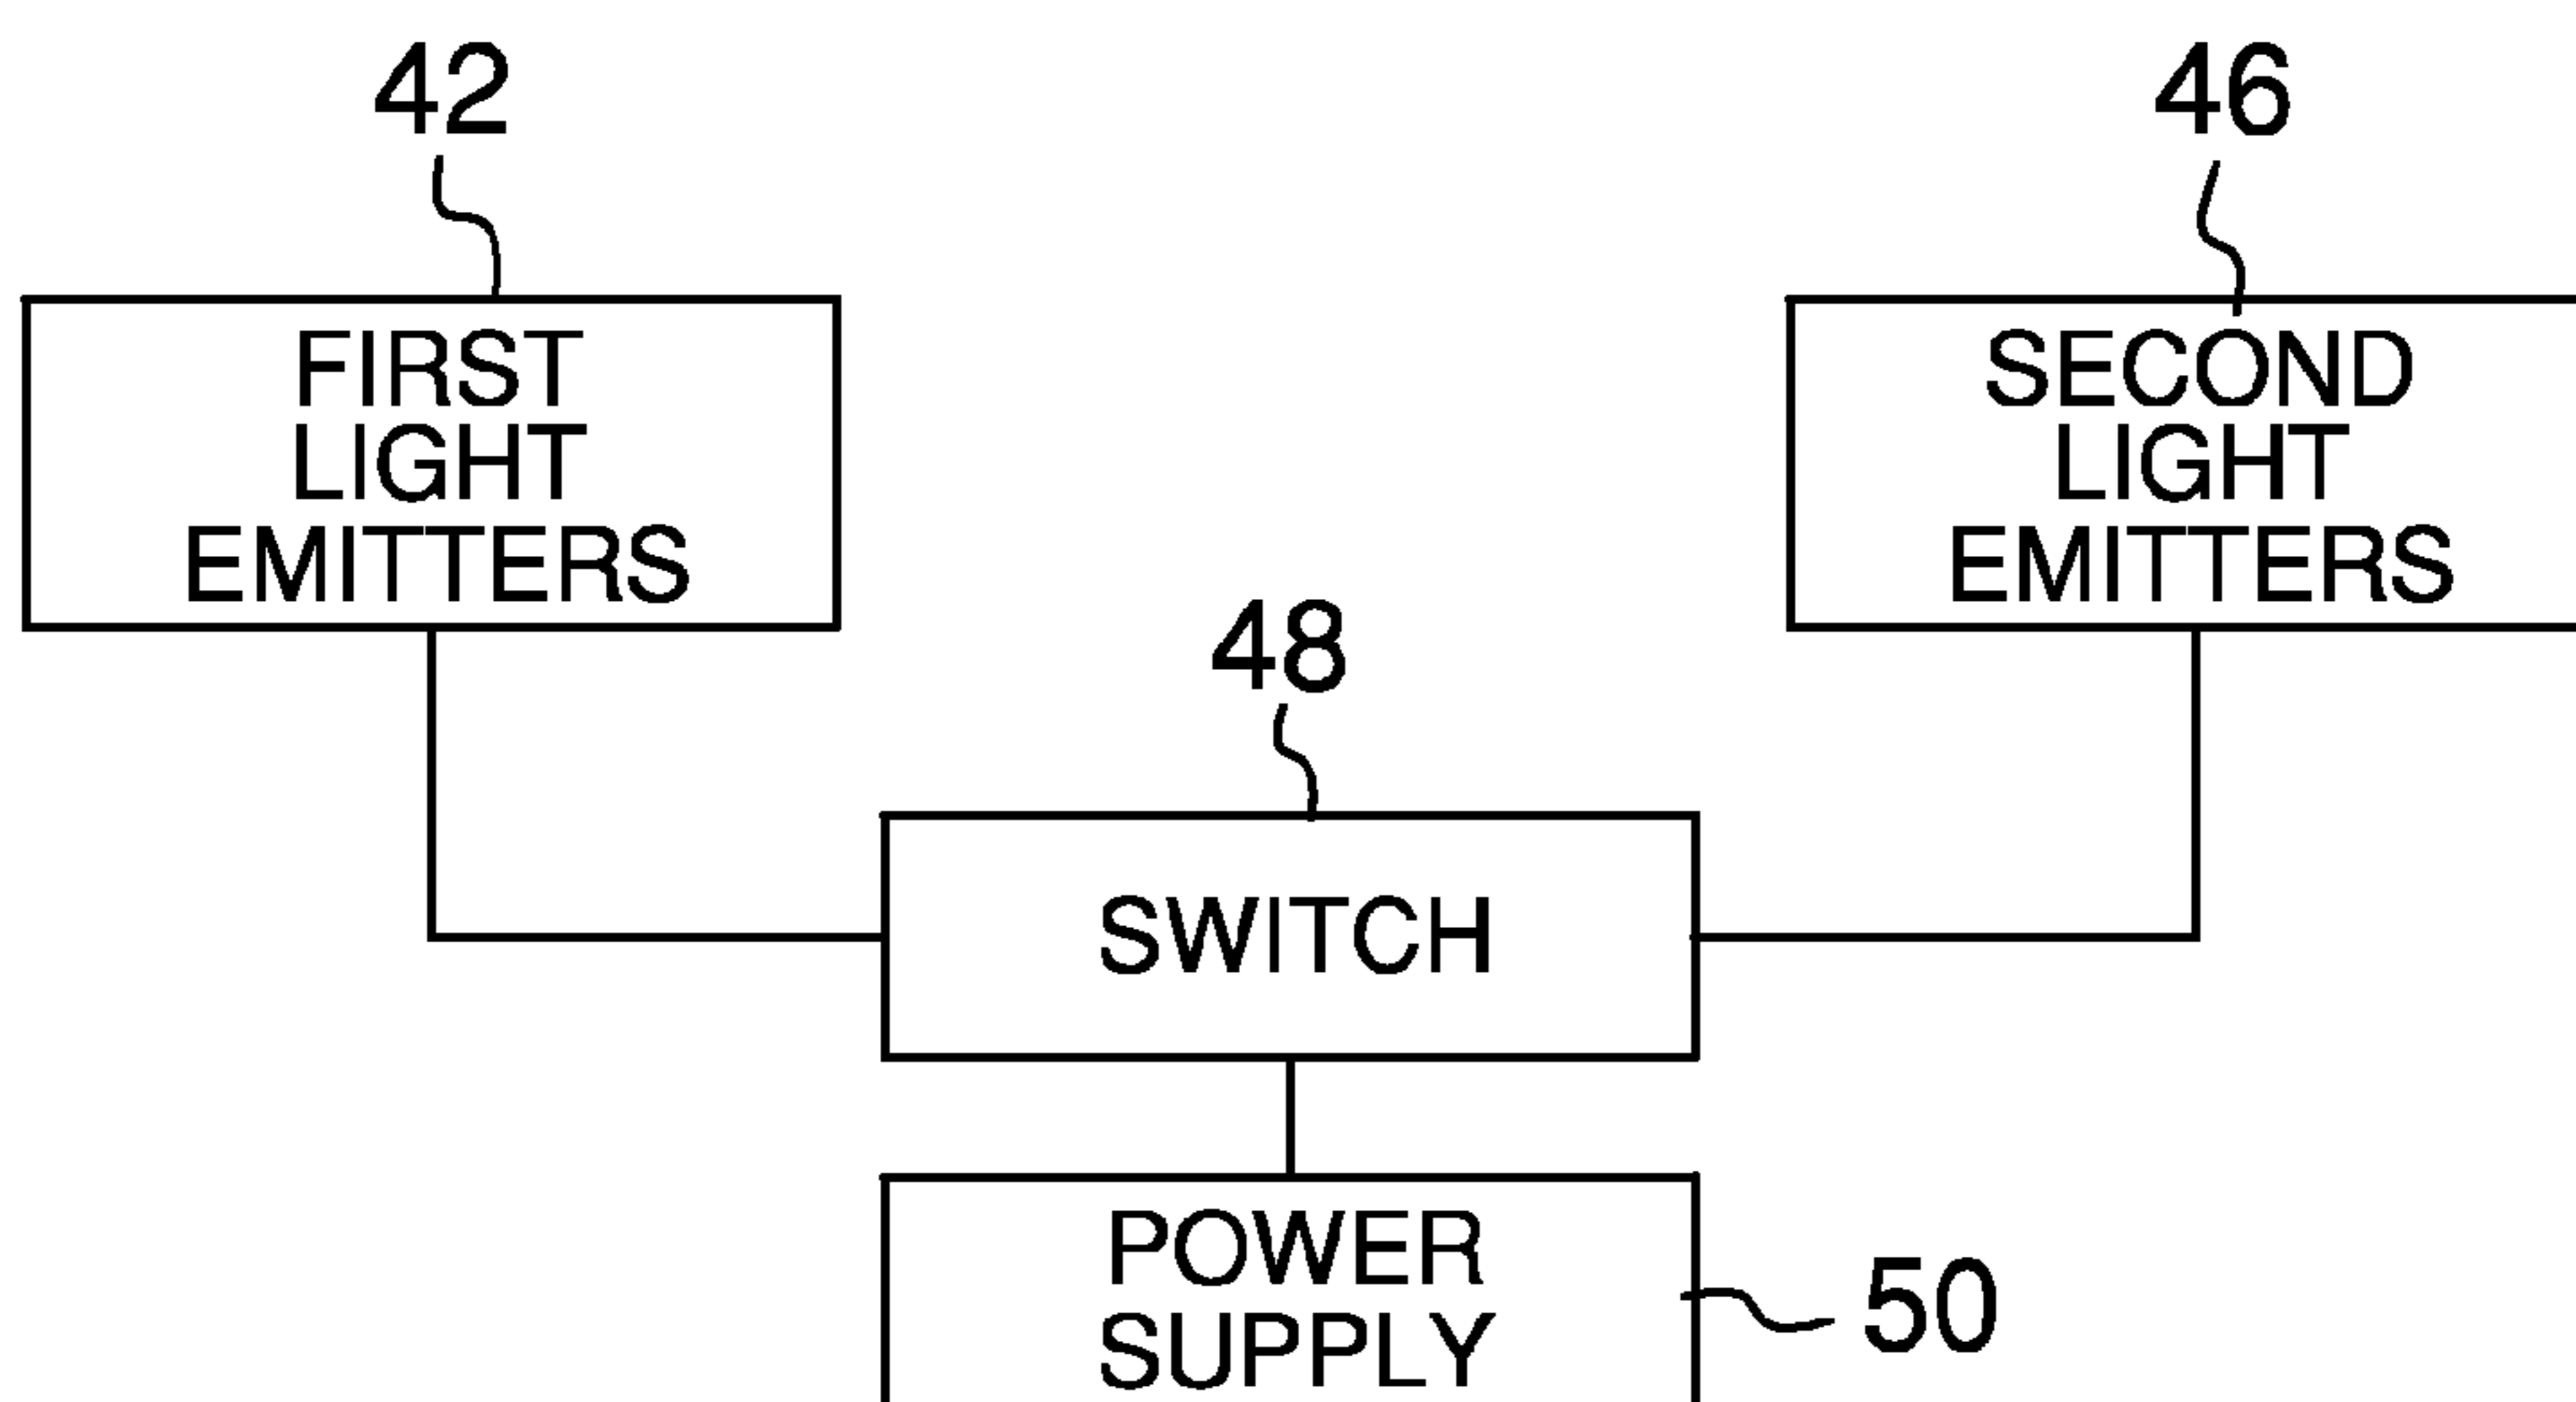 42
46
FIRST
LIGHT
EMITTERS
SECOND
LIGHT
EMITTERS
48
SWITCH
POWER
SUPPLY
50